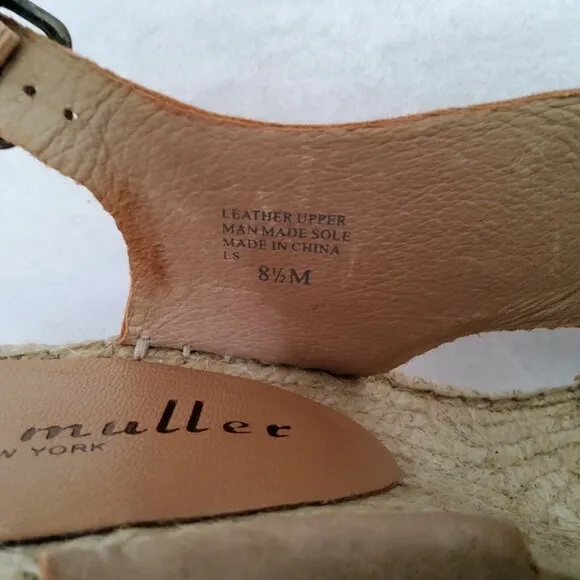 LEATHER UPPER
MAN MADE SOLE
MADE IN CHINA
LS
8½M
muller
YORK